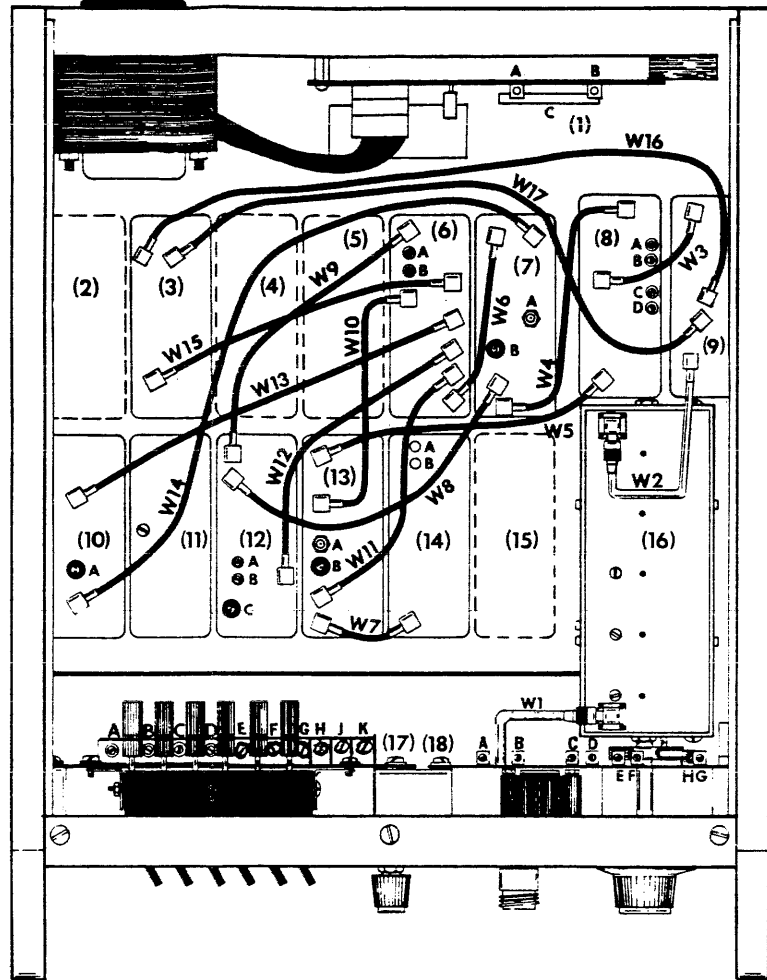 A B
C (1)
W16
W17
(2) (3) (4) (5) (6) (7) (8) (9)
A
B
A
B
C
D
A
B
W3
W9
W10
W6
W4
W15
W13
W5
W14
W12
W8
W11
W7
W2
(10) (11) (12) (13) (14) (15) (16)
A
A
B
C
A
B
A
B
W1
A B C D E F G H J K (17) (18) A B C D
E F H G